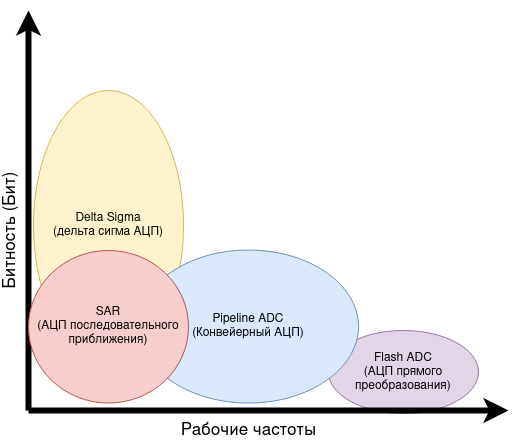 Битность (Бит)
Delta Sigma
(дельта сигма АЦП)
SAR
(АЦП последовательного
приближения)
Pipeline ADC
(Конвейерный АЦП)
Flash ADC
(АЦП прямого
преобразования)
Рабочие частоты